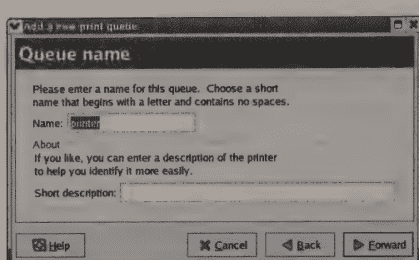 Add a new print queue
Queue name
Please enter a name for this queue. Choose a short
name that begins with a letter and contains no spaces.
Name: printer
About
If you like, you can enter a description of the printer
to help you identify it more easily.
Short description:
Help Cancel Back Forward